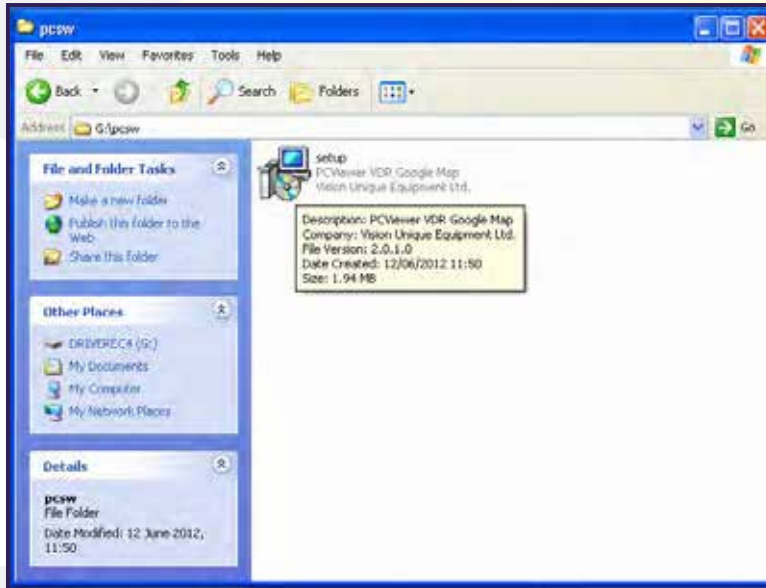 pcsw
File Edit View Favorites Tools Help
Back Search Folders
Address G:\pcsw Go
File and Folder Tasks
Make a new folder
Publish this folder to the
Web
Share this folder
Other Places
DRIVEREC4 (G:)
My Documents
My Computer
My Network Places
Details
pcsw
File Folder
Date Modified: 12 June 2012,
11:50
setup
PCViewer VDR Google Map
Vision Unique Equipment Ltd.
Description: PCViewer VDR Google Map
Company: Vision Unique Equipment Ltd.
File Version: 2.0.1.0
Date Created: 12/06/2012 11:50
Size: 1.94 MB